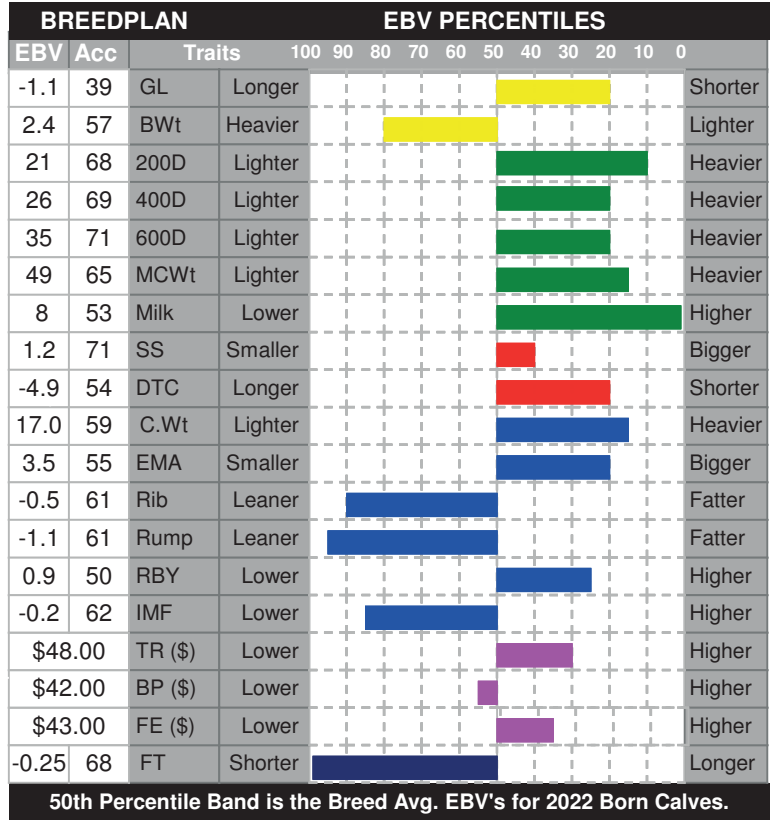 BREEDPLAN EBV PERCENTILES
EBV Acc Traits 100 90 80 70 60 50 40 30 20 10 0
-1.1 39 GL Longer Shorter
2.4 57 BWt Heavier Lighter
21 68 200D Lighter Heavier
26 69 400D Lighter Heavier
35 71 600D Lighter Heavier
49 65 MCWt Lighter Heavier
8 53 Milk Lower Higher
1.2 71 SS Smaller Bigger
-4.9 54 DTC Longer Shorter
17.0 59 C.Wt Lighter Heavier
3.5 55 EMA Smaller Bigger
-0.5 61 Rib Leaner Fatter
-1.1 61 Rump Leaner Fatter
0.9 50 RBY Lower Higher
-0.2 62 IMF Lower Higher
$48.00 TR ($) Lower Higher
$42.00 BP ($) Lower Higher
$43.00 FE ($) Lower Higher
-0.25 68 FT Shorter Longer
50th Percentile Band is the Breed Avg. EBV's for 2022 Born Calves.